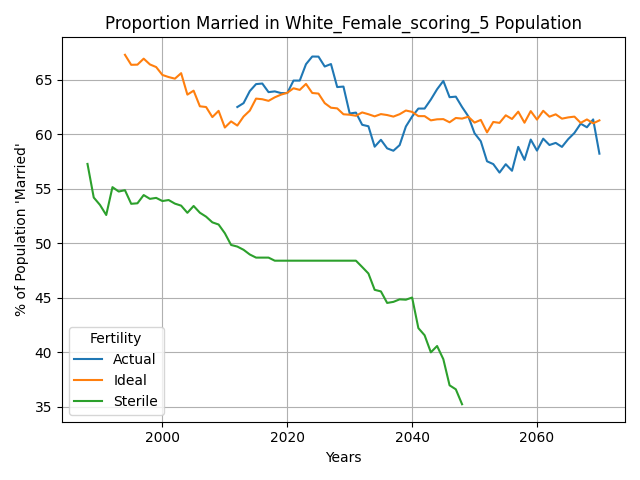 Proportion Married in White_Female_scoring_5 Population
% of Population 'Married'
65
60
55
50
45
40
35
Fertility
Actual
Ideal
Sterile
2000 2020 2040 2060
Years